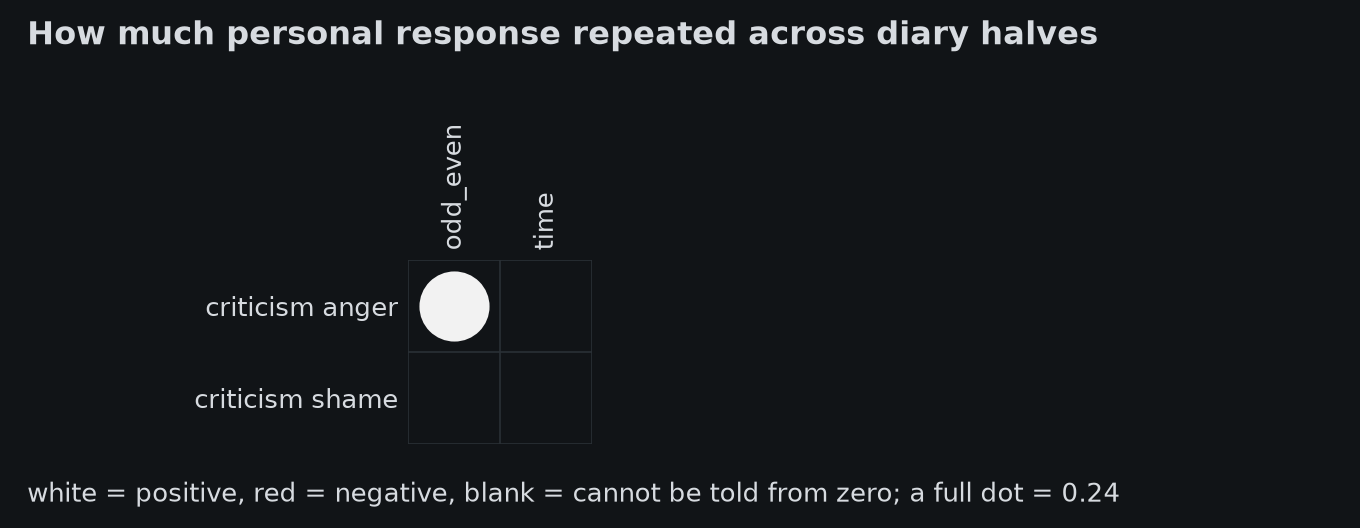 How much personal response repeated across diary halves
odd_even
time
criticism anger
criticism shame
white = positive, red = negative, blank = cannot be told from zero; a full dot = 0.24